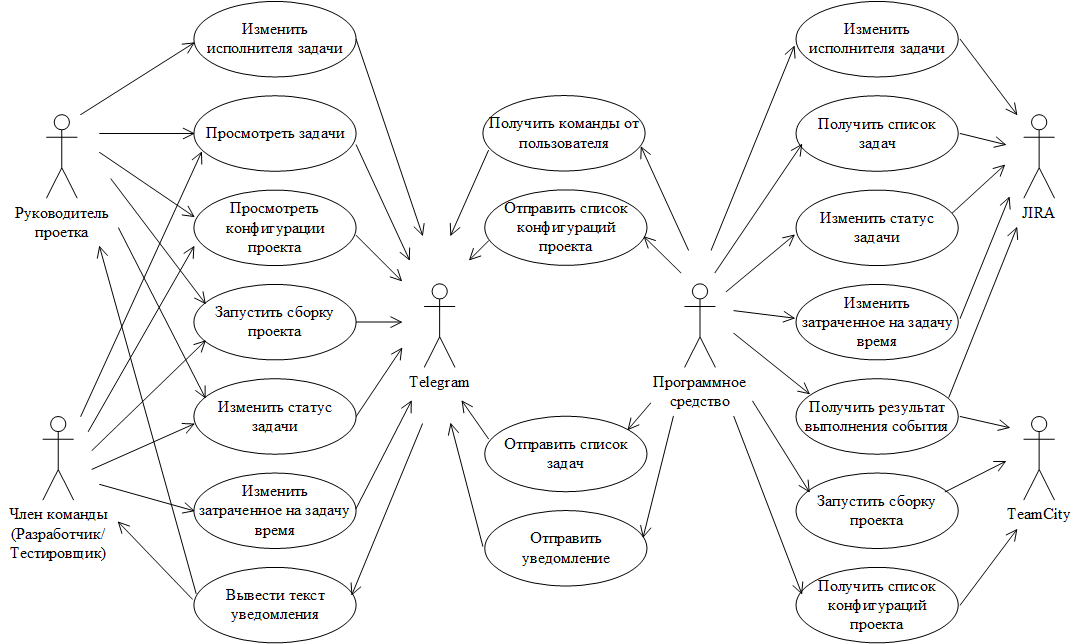 Изменить
исполнителя задачи
Просмотреть задачи
Руководитель
проетка
Просмотреть
конфигурации
проекта
Запустить сборку
проекта
Изменить статус
задачи
Член команды
(Разработчик/
Тестировщик)
Изменить
затраченное на задачу
время
Вывести текст
уведомления
Получить команды от
пользователя
Отправить список
конфигураций
проекта
Telegram
Программное
средство
Отправить список
задач
Отправить
уведомление
Изменить
исполнителя задачи
Получить список
задач
JIRA
Изменить статус
задачи
Изменить
затраченное на задачу
время
Получить результат
выполнения события
Запустить сборку
проекта
TeamCity
Получить список
конфигураций
проекта